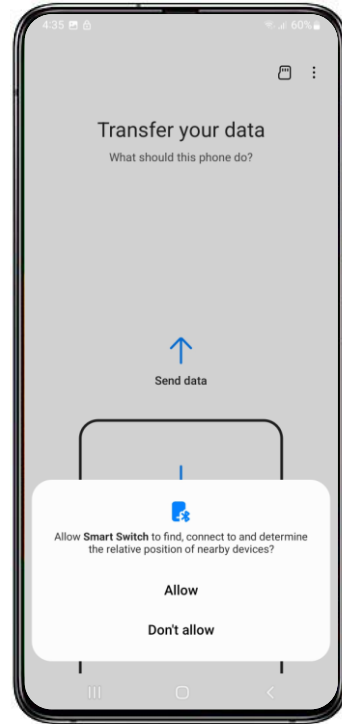 4:35 60%
Transfer your data
What should this phone do?
Send data
Allow Smart Switch to find, connect to and determine
the relative position of nearby devices?
Allow
Don't allow